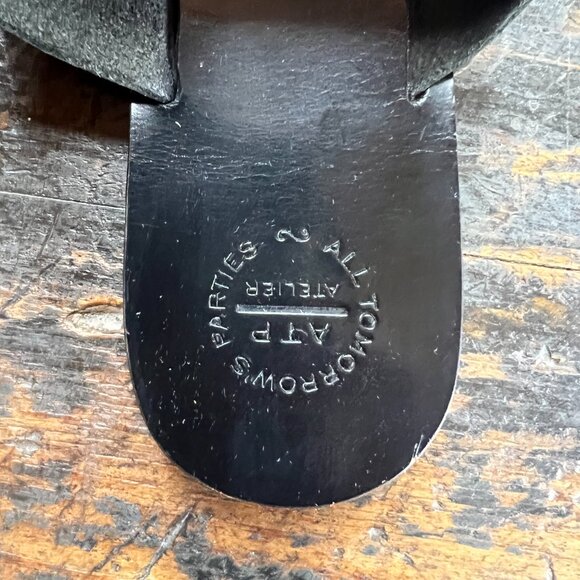 ALL TOMORROW'S PARTIES
ATP
ATELIER